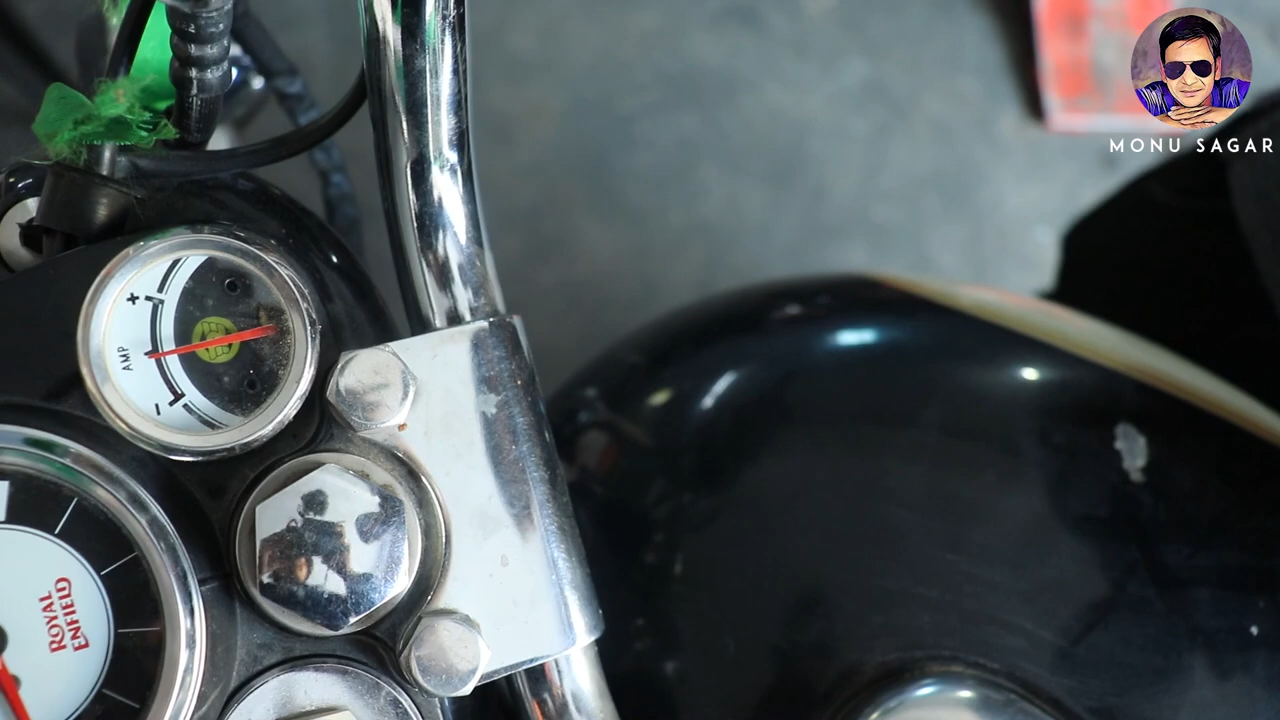 MONU SAGAR
+
AMP
-
ROYAL
ENFIELD